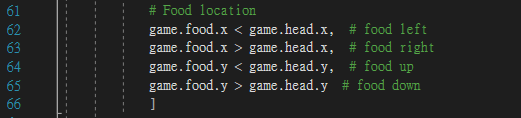 61 # Food location
62 game.food.x < game.head.x, # food left
63 game.food.x > game.head.x, # food right
64 game.food.y < game.head.y, # food up
65 game.food.y > game.head.y # food down
66 ]